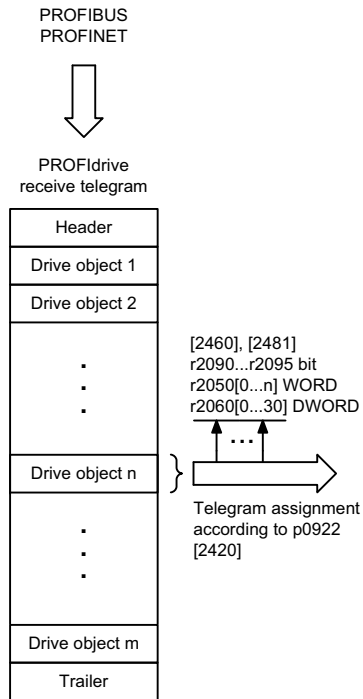 PROFIBUS
PROFINET
PROFIdrive
receive telegram
Header
Drive object 1
Drive object 2
.
.
.
[2460], [2481]
r2090...r2095 bit
r2050[0...n] WORD
r2060[0...30] DWORD
...
Drive object n
Telegram assignment
according to p0922
[2420]
.
.
.
Drive object m
Trailer